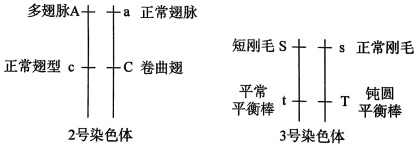 多翅脉A a 正常翅脉
正常翅型 c C 卷曲翅
2号染色体
短刚毛 S s 正常刚毛
平常平衡棒 t T 钝圆平衡棒
3号染色体